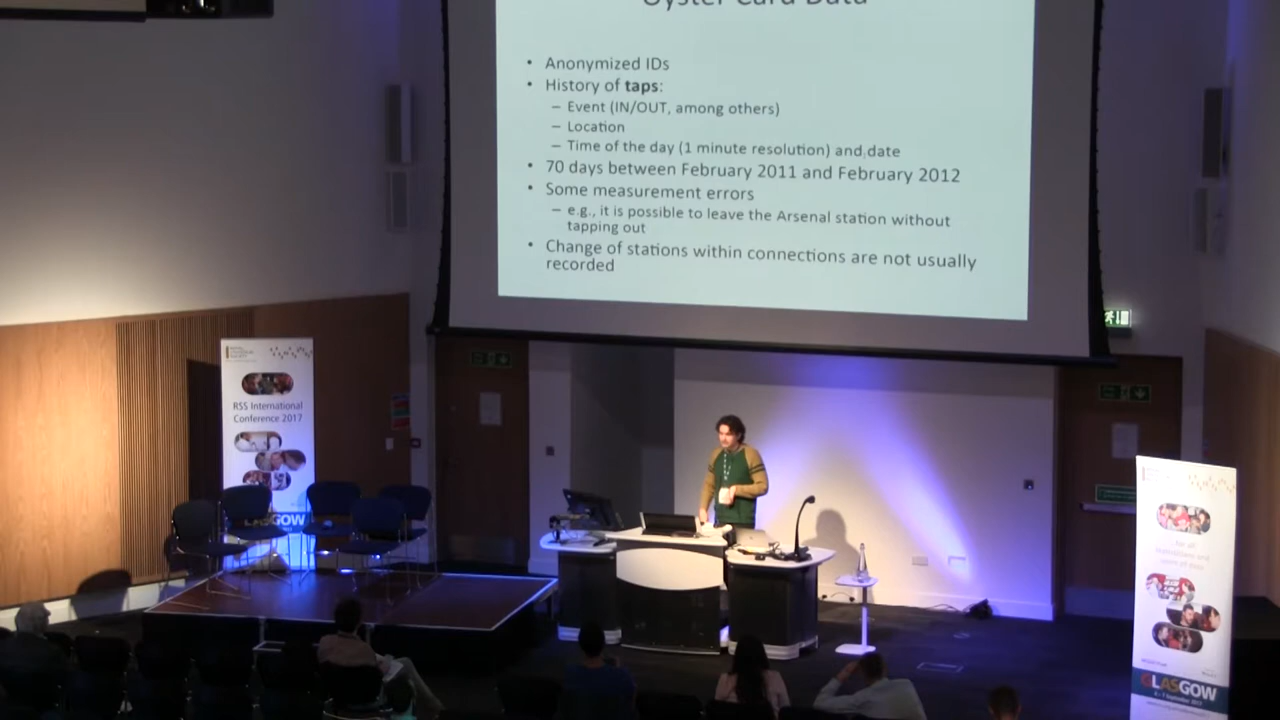 Oyster Card Data
• Anonymized IDs
• History of taps:
– Event (IN/OUT, among others)
– Location
– Time of the day (1 minute resolution) and date
• 70 days between February 2011 and February 2012
• Some measurement errors
– e.g., it is possible to leave the Arsenal station without
tapping out
• Change of stations within connections are not usually
recorded
RSS International
Conference 2017
GLASGOW
GLASGOW